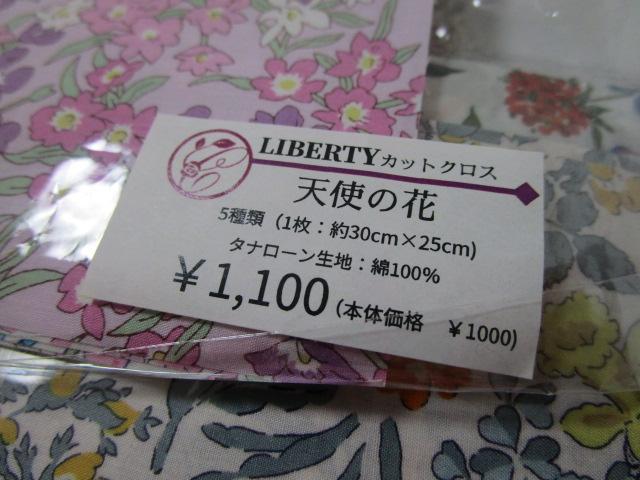 LIBERTYカットクロス
天使の花
5種類 (1枚：約30cm×25cm)
タナローン生地：綿100%
￥1,100 (本体価格　￥1000)